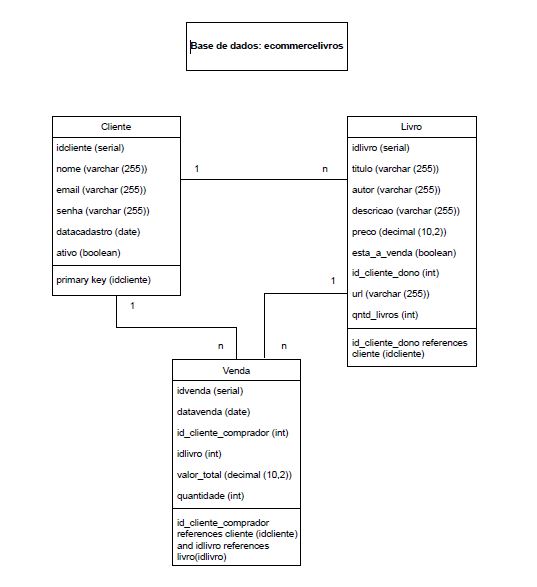 Base de dados: ecommercelivros
Cliente
idcliente (serial)
nome (varchar (255))
email (varchar (255))
senha (varchar (255))
datacadastro (date)
ativo (boolean)
primary key (idcliente)
1
n
Livro
idlivro (serial)
titulo (varchar (255))
autor (varchar (255))
descricao (varchar (255))
preco (decimal (10,2))
esta_a_venda (boolean)
id_cliente_dono (int)
url (varchar (255))
qntd_livros (int)
id_cliente_dono references
cliente (idcliente)
1
1
n
n
Venda
idvenda (serial)
datavenda (date)
id_cliente_comprador (int)
idlivro (int)
valor_total (decimal (10,2))
quantidade (int)
id_cliente_comprador
references cliente (idcliente)
and idlivro references
livro(idlivro)